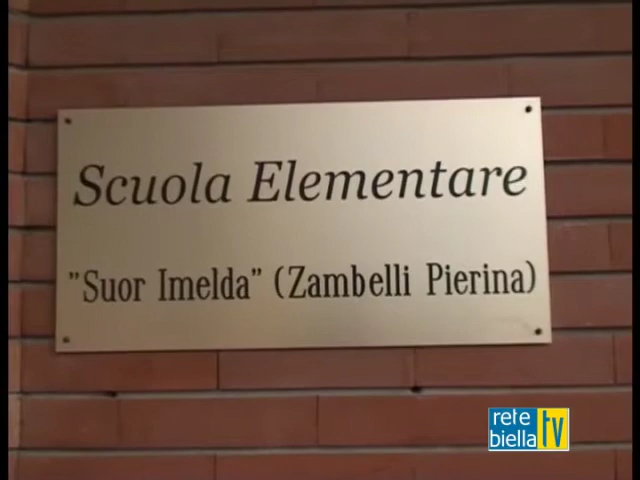 Scuola Elementare
"Suor Imelda" (Zambelli Pierina)
rete
biella tv